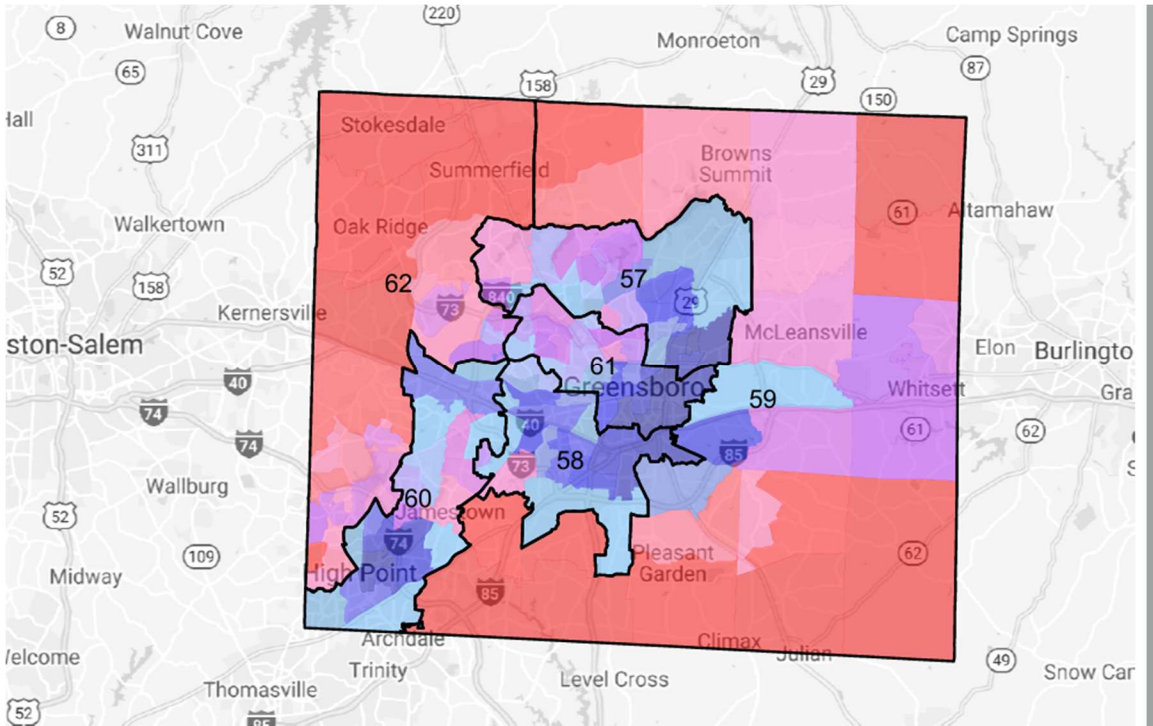 220
8
Walnut Cove
Monroeton
Camp Springs
65
158
29
87
150
Hall
311
Stokesdale
Summerfield
Browns
Summit
Walkertown
Oak Ridge
61
Altamahaw
52
158
62
57
840
73
29
Kernersville
McLeansville
ston-Salem
61
Elon
Burlingto
40
Greensboro
59
Whitsett
Gra
74
40
61
62
74
85
58
73
Wallburg
60
Jamestown
52
74
109
Pleasant
Garden
62
Midway
High Point
85
Archdale
Climax
Julian
Welcome
Trinity
Level Cross
49
Snow Car
Thomasville
52
85